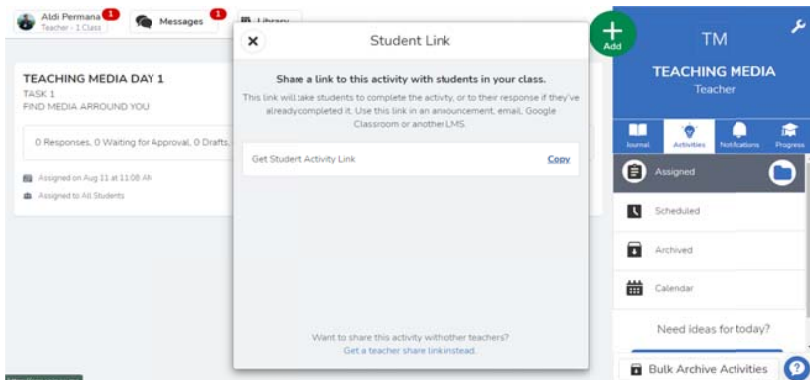 Aldi Permana 1
Teacher - 1 Class
Messages 1
Library
Student Link
Share a link to this activity with students in your class.
This link will take students to complete the activity, or to their response if they've
already completed it. Use this link in an announcement, email, Google
Classroom or another LMS.
Get Student Activity Link Copy
Want to share this activity with other teachers?
Get a teacher share link instead.
TEACHING MEDIA DAY 1
TASK 1
FIND MEDIA ARROUND YOU
0 Responses, 0 Waiting for Approval, 0 Drafts,
Assigned on Aug 11 at 11:08 AM
Assigned to All Students
Add
TM
TEACHING MEDIA
Teacher
Journal Activities Notifications Progress
Assigned
Scheduled
Archived
Calendar
Need ideas for today?
Bulk Archive Activities ?